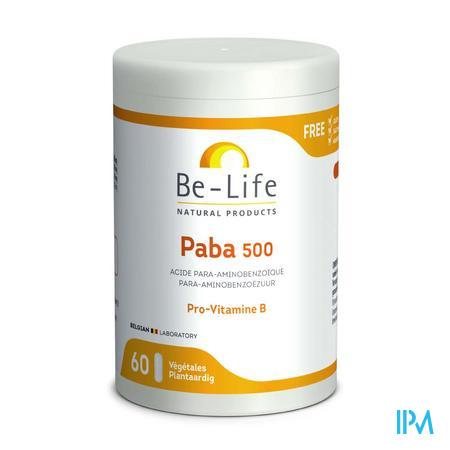 FREE
Be-Life
NATURAL PRODUCTS
Paba 500
ACIDE PARA-AMINOBENZOÏQUE
PARA-AMINOBENZOEZUUR
Pro-Vitamine B
BELGIAN LABORATORY
60 Végétales
Plantaardig
IPM